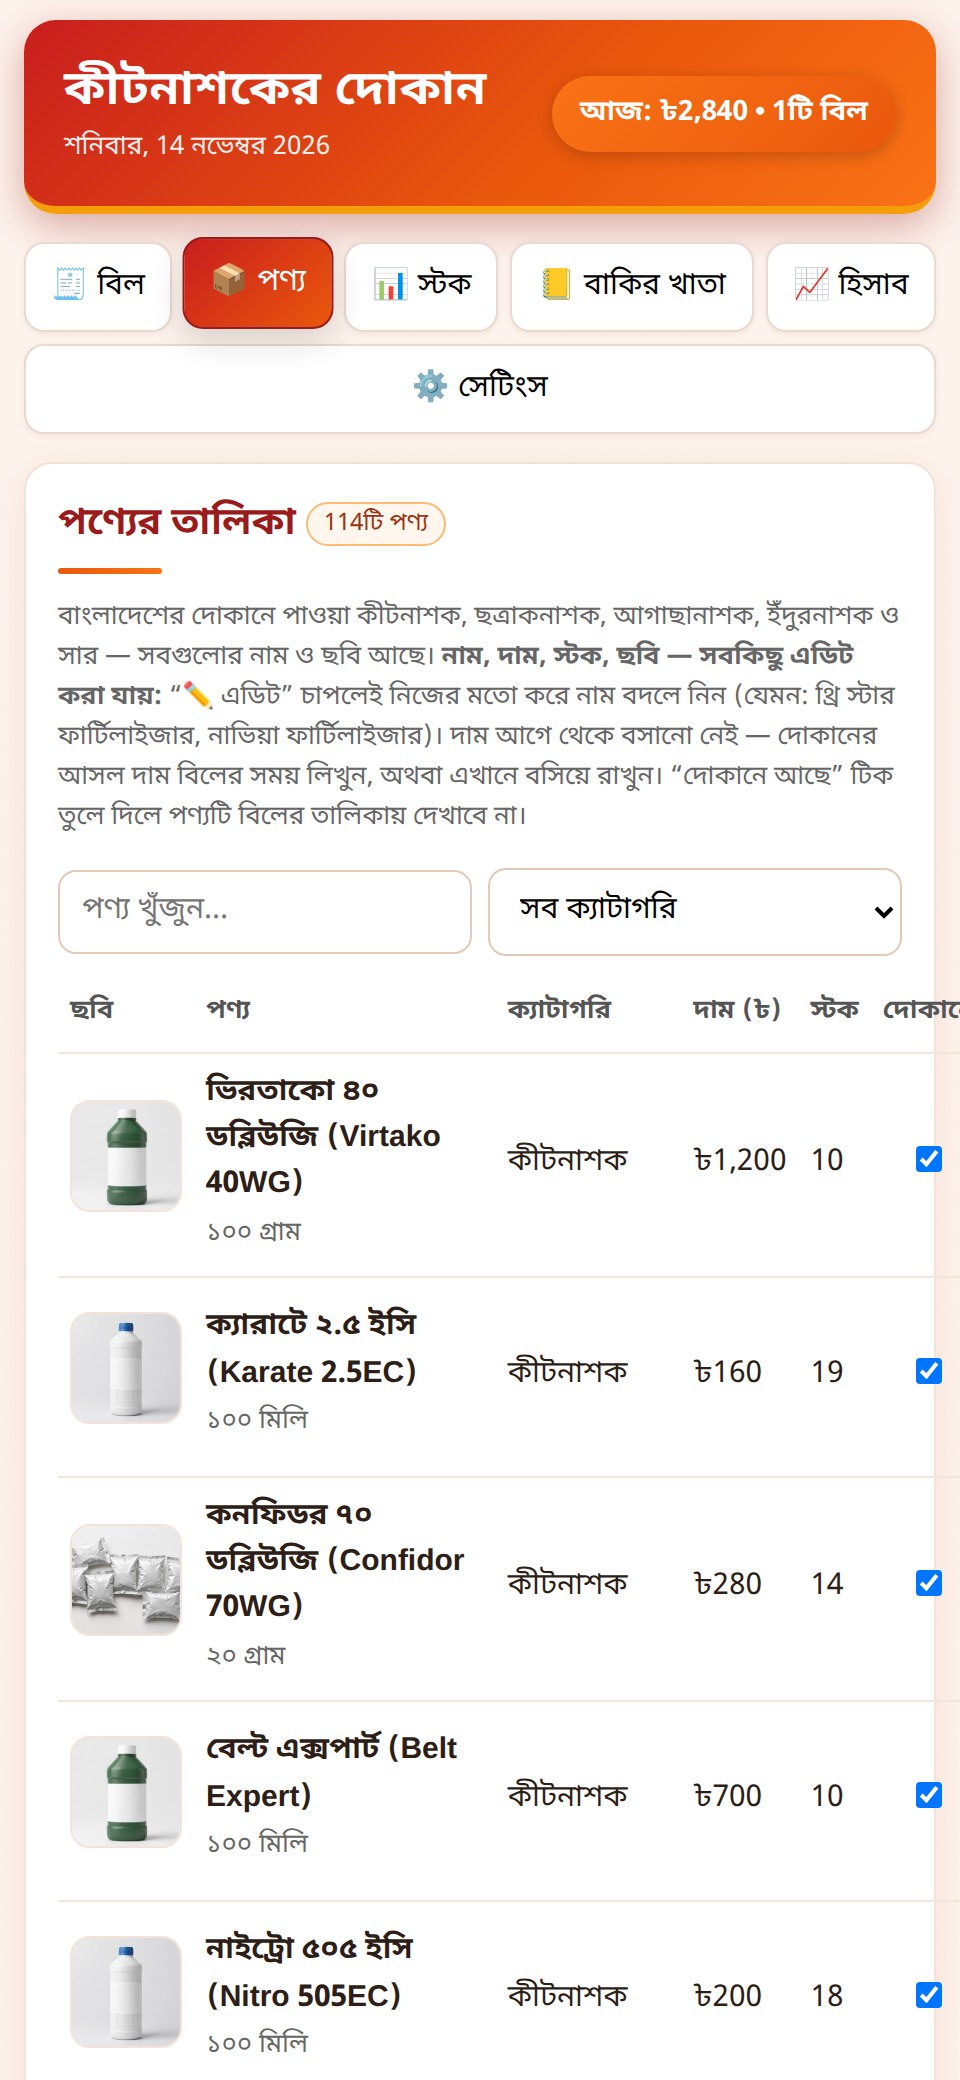 কীটনাশকের দোকান
শনিবার, 14 নভেম্বর 2026
আজ: ৳2,840 • 1টি বিল
🧾 বিল
📦 পণ্য
📊 স্টক
📒 বাকির খাতা
📈 হিসাব
⚙️ সেটিংস
পণ্যের তালিকা 114টি পণ্য
বাংলাদেশের দোকানে পাওয়া কীটনাশক, ছত্রাকনাশক, আগাছানাশক, ইঁদুরনাশক ও
সার — সবগুলোর নাম ও ছবি আছে। নাম, দাম, স্টক, ছবি — সবকিছু এডিট
করা যায়: “✏️ এডিট” চাপলেই নিজের মতো করে নাম বদলে নিন (যেমন: থ্রি স্টার
ফার্টিলাইজার, নাভিয়া ফার্টিলাইজার)। দাম আগে থেকে বসানো নেই — দোকানের
আসল দাম বিলের সময় লিখুন, অথবা এখানে বসিয়ে রাখুন। “দোকানে আছে” টিক
তুলে দিলে পণ্যটি বিলের তালিকায় দেখাবে না।
পণ্য খুঁজুন...
সব ক্যাটাগরি
ছবি পণ্য ক্যাটাগরি দাম (৳) স্টক
ভিরতাকো ৪০
ডব্লিউজি (Virtako
40WG)
১০০ গ্রাম
কীটনাশক ৳1,200 10
ক্যারাটে ২.৫ ইসি
(Karate 2.5EC)
১০০ মিলি
কীটনাশক ৳160 19
কনফিডর ৭০
ডব্লিউজি (Confidor
70WG)
২০ গ্রাম
কীটনাশক ৳280 14
বেল্ট এক্সপার্ট (Belt
Expert)
১০০ মিলি
কীটনাশক ৳700 10
নাইট্রো ৫০৫ ইসি
(Nitro 505EC)
১০০ মিলি
কীটনাশক ৳200 18